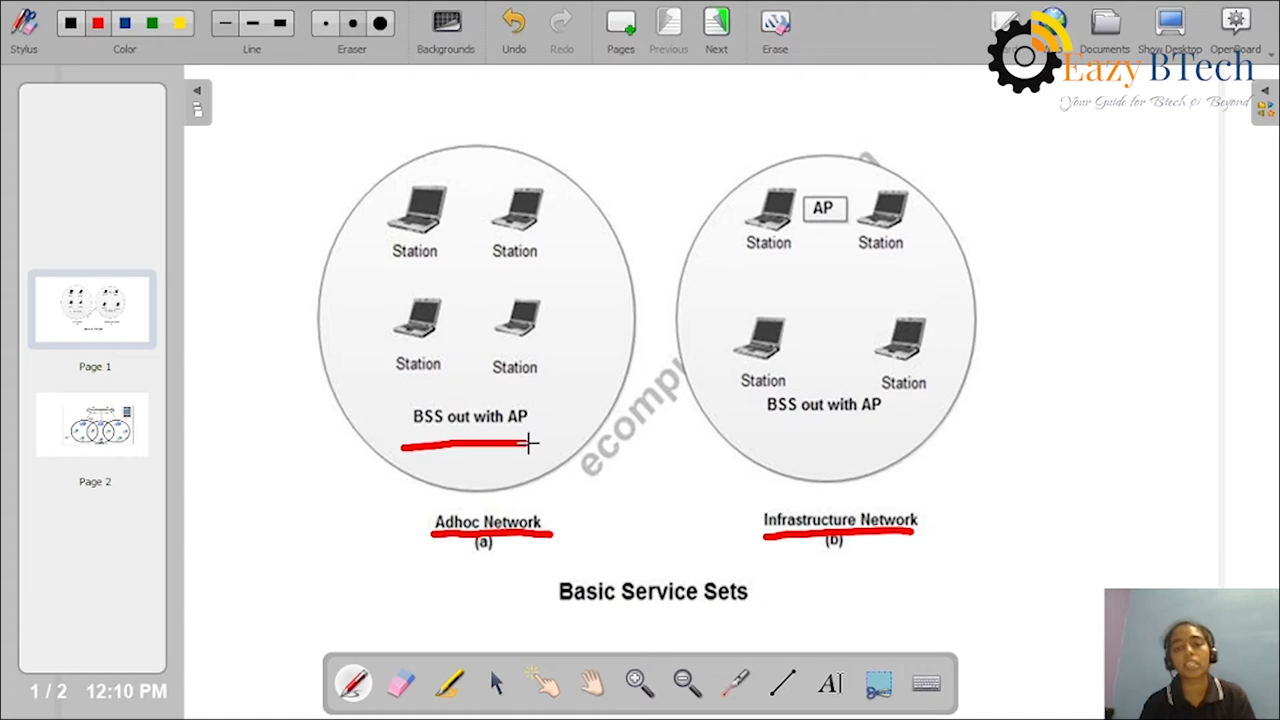 Stylus
Color
Line
Eraser
Backgrounds
Undo
Redo
Pages
Previous
Next
Erase
Documents
Show Desktop
OpenBoard
Eazy BTech
Your Guide for Btech & Beyond
AP
Station
Station
Station
Station
Station
Station
Station
Station
BSS out with AP
BSS out with AP
ecompu
Adhoc Network
(a)
Infrastructure Network
(b)
Basic Service Sets
Page 1
Page 2
1 / 2 12:10 PM